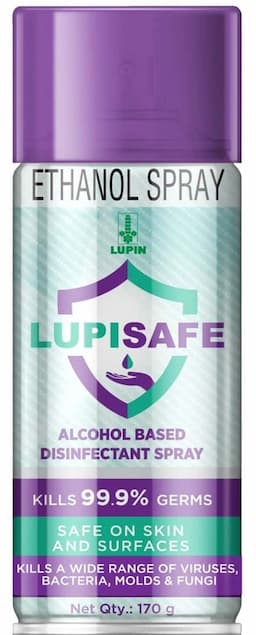 ETHANOL SPRAY
LUPIN
LUPISAFE
ALCOHOL BASED
DISINFECTANT SPRAY
KILLS 99.9% GERMS
SAFE ON SKIN
AND SURFACES
KILLS A WIDE RANGE OF VIRUSES,
BACTERIA, MOLDS & FUNGI
Net Qty.: 170 g